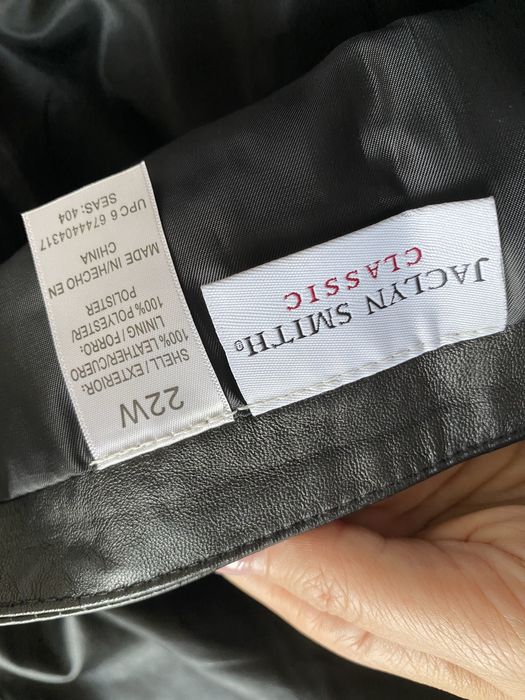 JACLYN SMITH®
CLASSIC
22W
SHELL / EXTERIOR:
100% LEATHER/CUERO
LINING / FORRO:
100% POLYESTER/
POLISTER
MADE IN/HECHO EN
CHINA
SEAS: 404
UPC 6 674404317